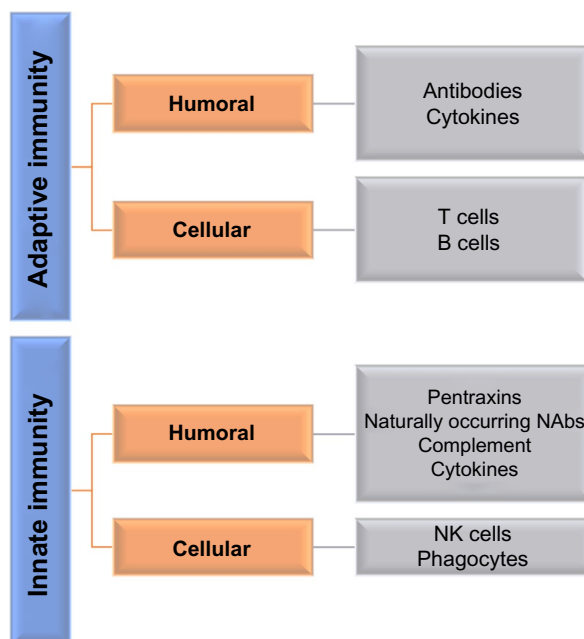 Adaptive immunity
Humoral
Antibodies
Cytokines
Cellular
T cells
B cells
Innate immunity
Humoral
Pentraxins
Naturally occurring NAbs
Complement
Cytokines
Cellular
NK cells
Phagocytes